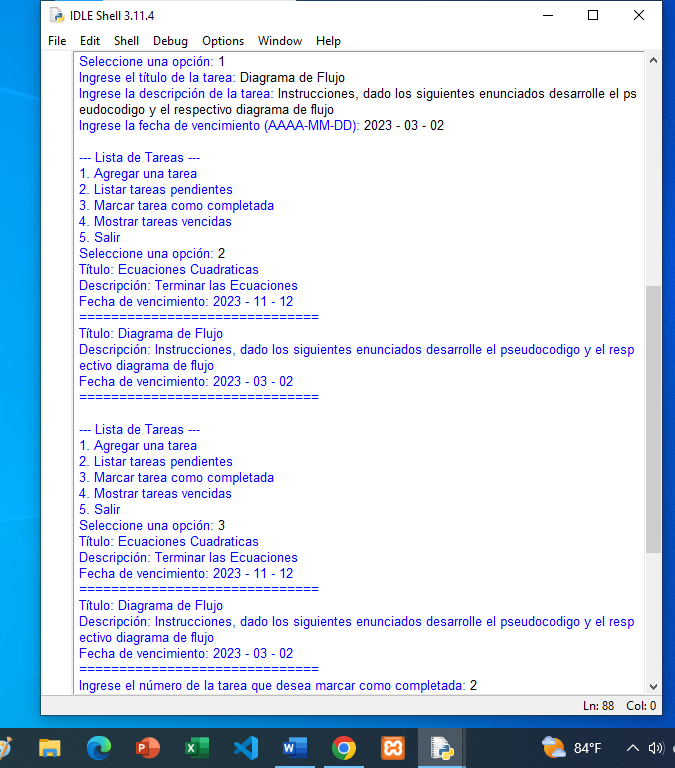 IDLE Shell 3.11.4
File Edit Shell Debug Options Window Help
Seleccione una opción: 1
Ingrese el título de la tarea: Diagrama de Flujo
Ingrese la descripción de la tarea: Instrucciones, dado los siguientes enunciados desarrolle el ps
eudocodigo y el respectivo diagrama de flujo
Ingrese la fecha de vencimiento (AAAA-MM-DD): 2023 - 03 - 02
--- Lista de Tareas ---
1. Agregar una tarea
2. Listar tareas pendientes
3. Marcar tarea como completada
4. Mostrar tareas vencidas
5. Salir
Seleccione una opción: 2
Título: Ecuaciones Cuadraticas
Descripción: Terminar las Ecuaciones
Fecha de vencimiento: 2023 - 11 - 12
==============================
Título: Diagrama de Flujo
Descripción: Instrucciones, dado los siguientes enunciados desarrolle el pseudocodigo y el resp
ectivo diagrama de flujo
Fecha de vencimiento: 2023 - 03 - 02
==============================
--- Lista de Tareas ---
1. Agregar una tarea
2. Listar tareas pendientes
3. Marcar tarea como completada
4. Mostrar tareas vencidas
5. Salir
Seleccione una opción: 3
Título: Ecuaciones Cuadraticas
Descripción: Terminar las Ecuaciones
Fecha de vencimiento: 2023 - 11 - 12
==============================
Título: Diagrama de Flujo
Descripción: Instrucciones, dado los siguientes enunciados desarrolle el pseudocodigo y el resp
ectivo diagrama de flujo
Fecha de vencimiento: 2023 - 03 - 02
==============================
Ingrese el número de la tarea que desea marcar como completada: 2
Ln: 88 Col: 0
84°F